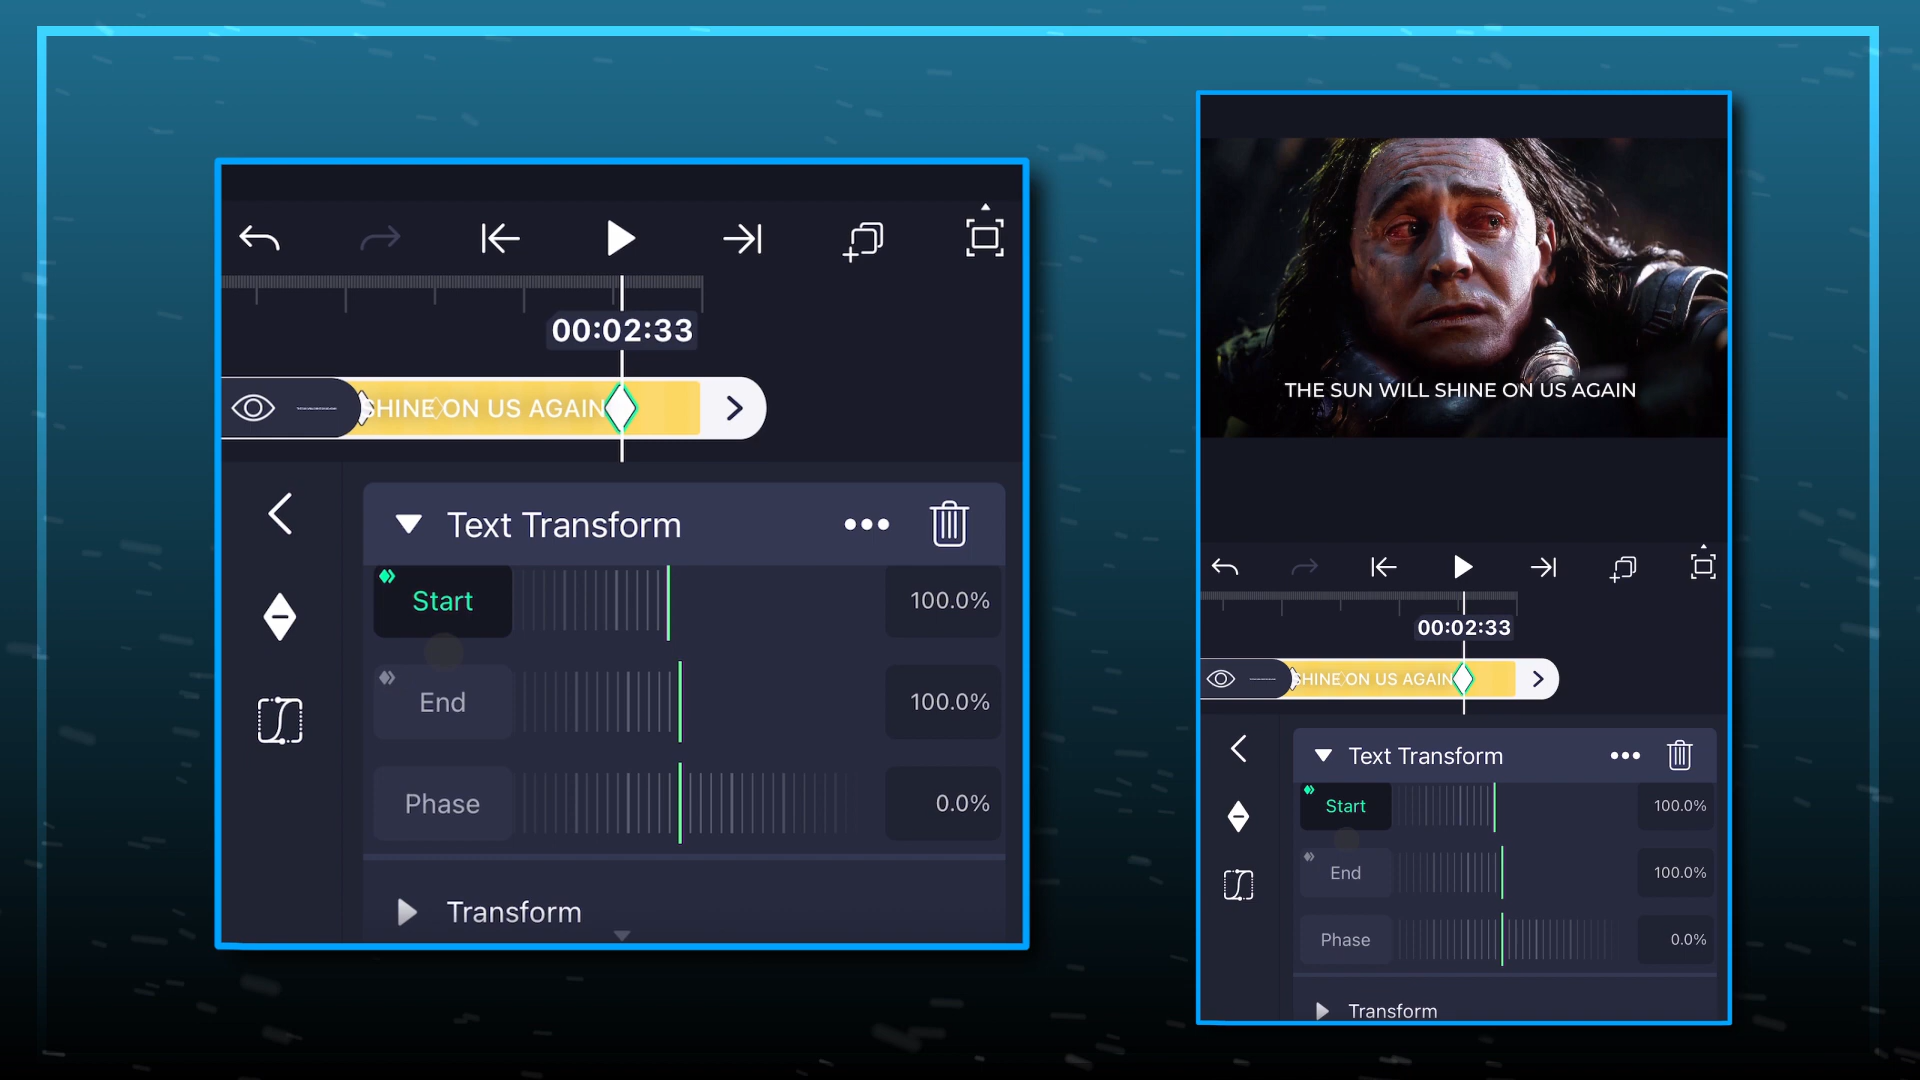 00:02:33
SHINE ON US AGAIN
Text Transform
Start
100.0%
End
100.0%
Phase
0.0%
Transform
THE SUN WILL SHINE ON US AGAIN
00:02:33
SHINE ON US AGAIN
Text Transform
Start
100.0%
End
100.0%
Phase
0.0%
Transform